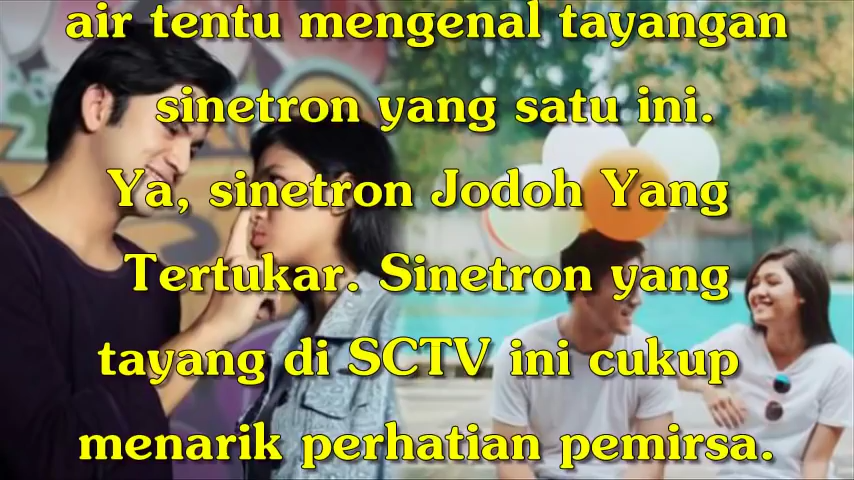 air tentu mengenal tayangan
sinetron yang satu ini.
Ya, sinetron Jodoh Yang
Tertukar. Sinetron yang
tayang di SCTV ini cukup
menarik perhatian pemirsa.